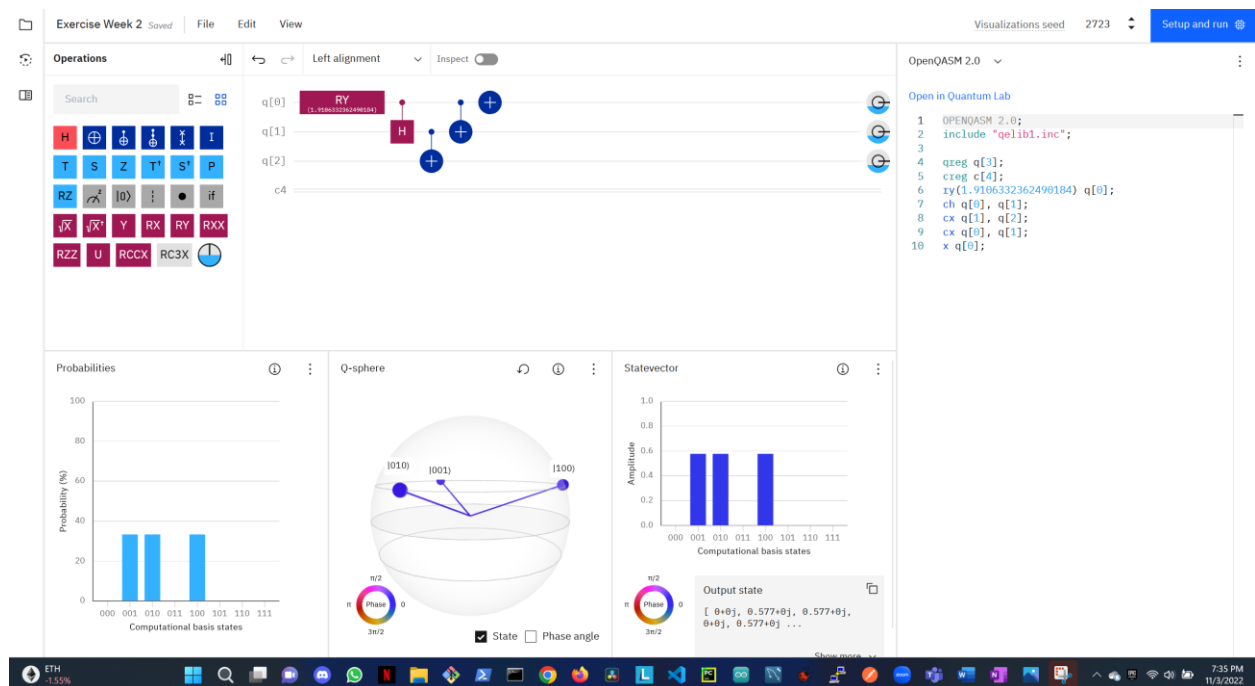 Exercise Week 2 Saved File Edit View
Visualizations seed 2723 Setup and run
Operations
Left alignment Inspect
OpenQASM 2.0
Search
Open in Quantum Lab
H I
T S Z T† S† P
RZ z |0⟩ if
√X √X† Y RX RY RXX
RZZ U RCCX RC3X
q[0] RY
(1.9106332362490184)
q[1] H
q[2]
c4
1 OPENQASM 2.0;
2 include "qelib1.inc";
3
4 qreg q[3];
5 creg c[4];
6 ry(1.9106332362490184) q[0];
7 ch q[0], q[1];
8 cx q[1], q[2];
9 cx q[0], q[1];
10 x q[0];
Probabilities
100
80
60
40
20
0
Probability (%)
000 001 010 011 100 101 110 111
Computational basis states
Q-sphere
|010⟩ |001⟩ |100⟩
π/2
π Phase 0
3π/2
State Phase angle
Statevector
1.0
0.8
0.6
0.4
0.2
0.0
Amplitude
000 001 010 011 100 101 110 111
Computational basis states
π/2
π Phase 0
3π/2
Output state
[ 0+0j, 0.577+0j, 0.577+0j,
0+0j, 0.577+0j ...
Show more
ETH
-1.55%
7:35 PM
11/3/2022